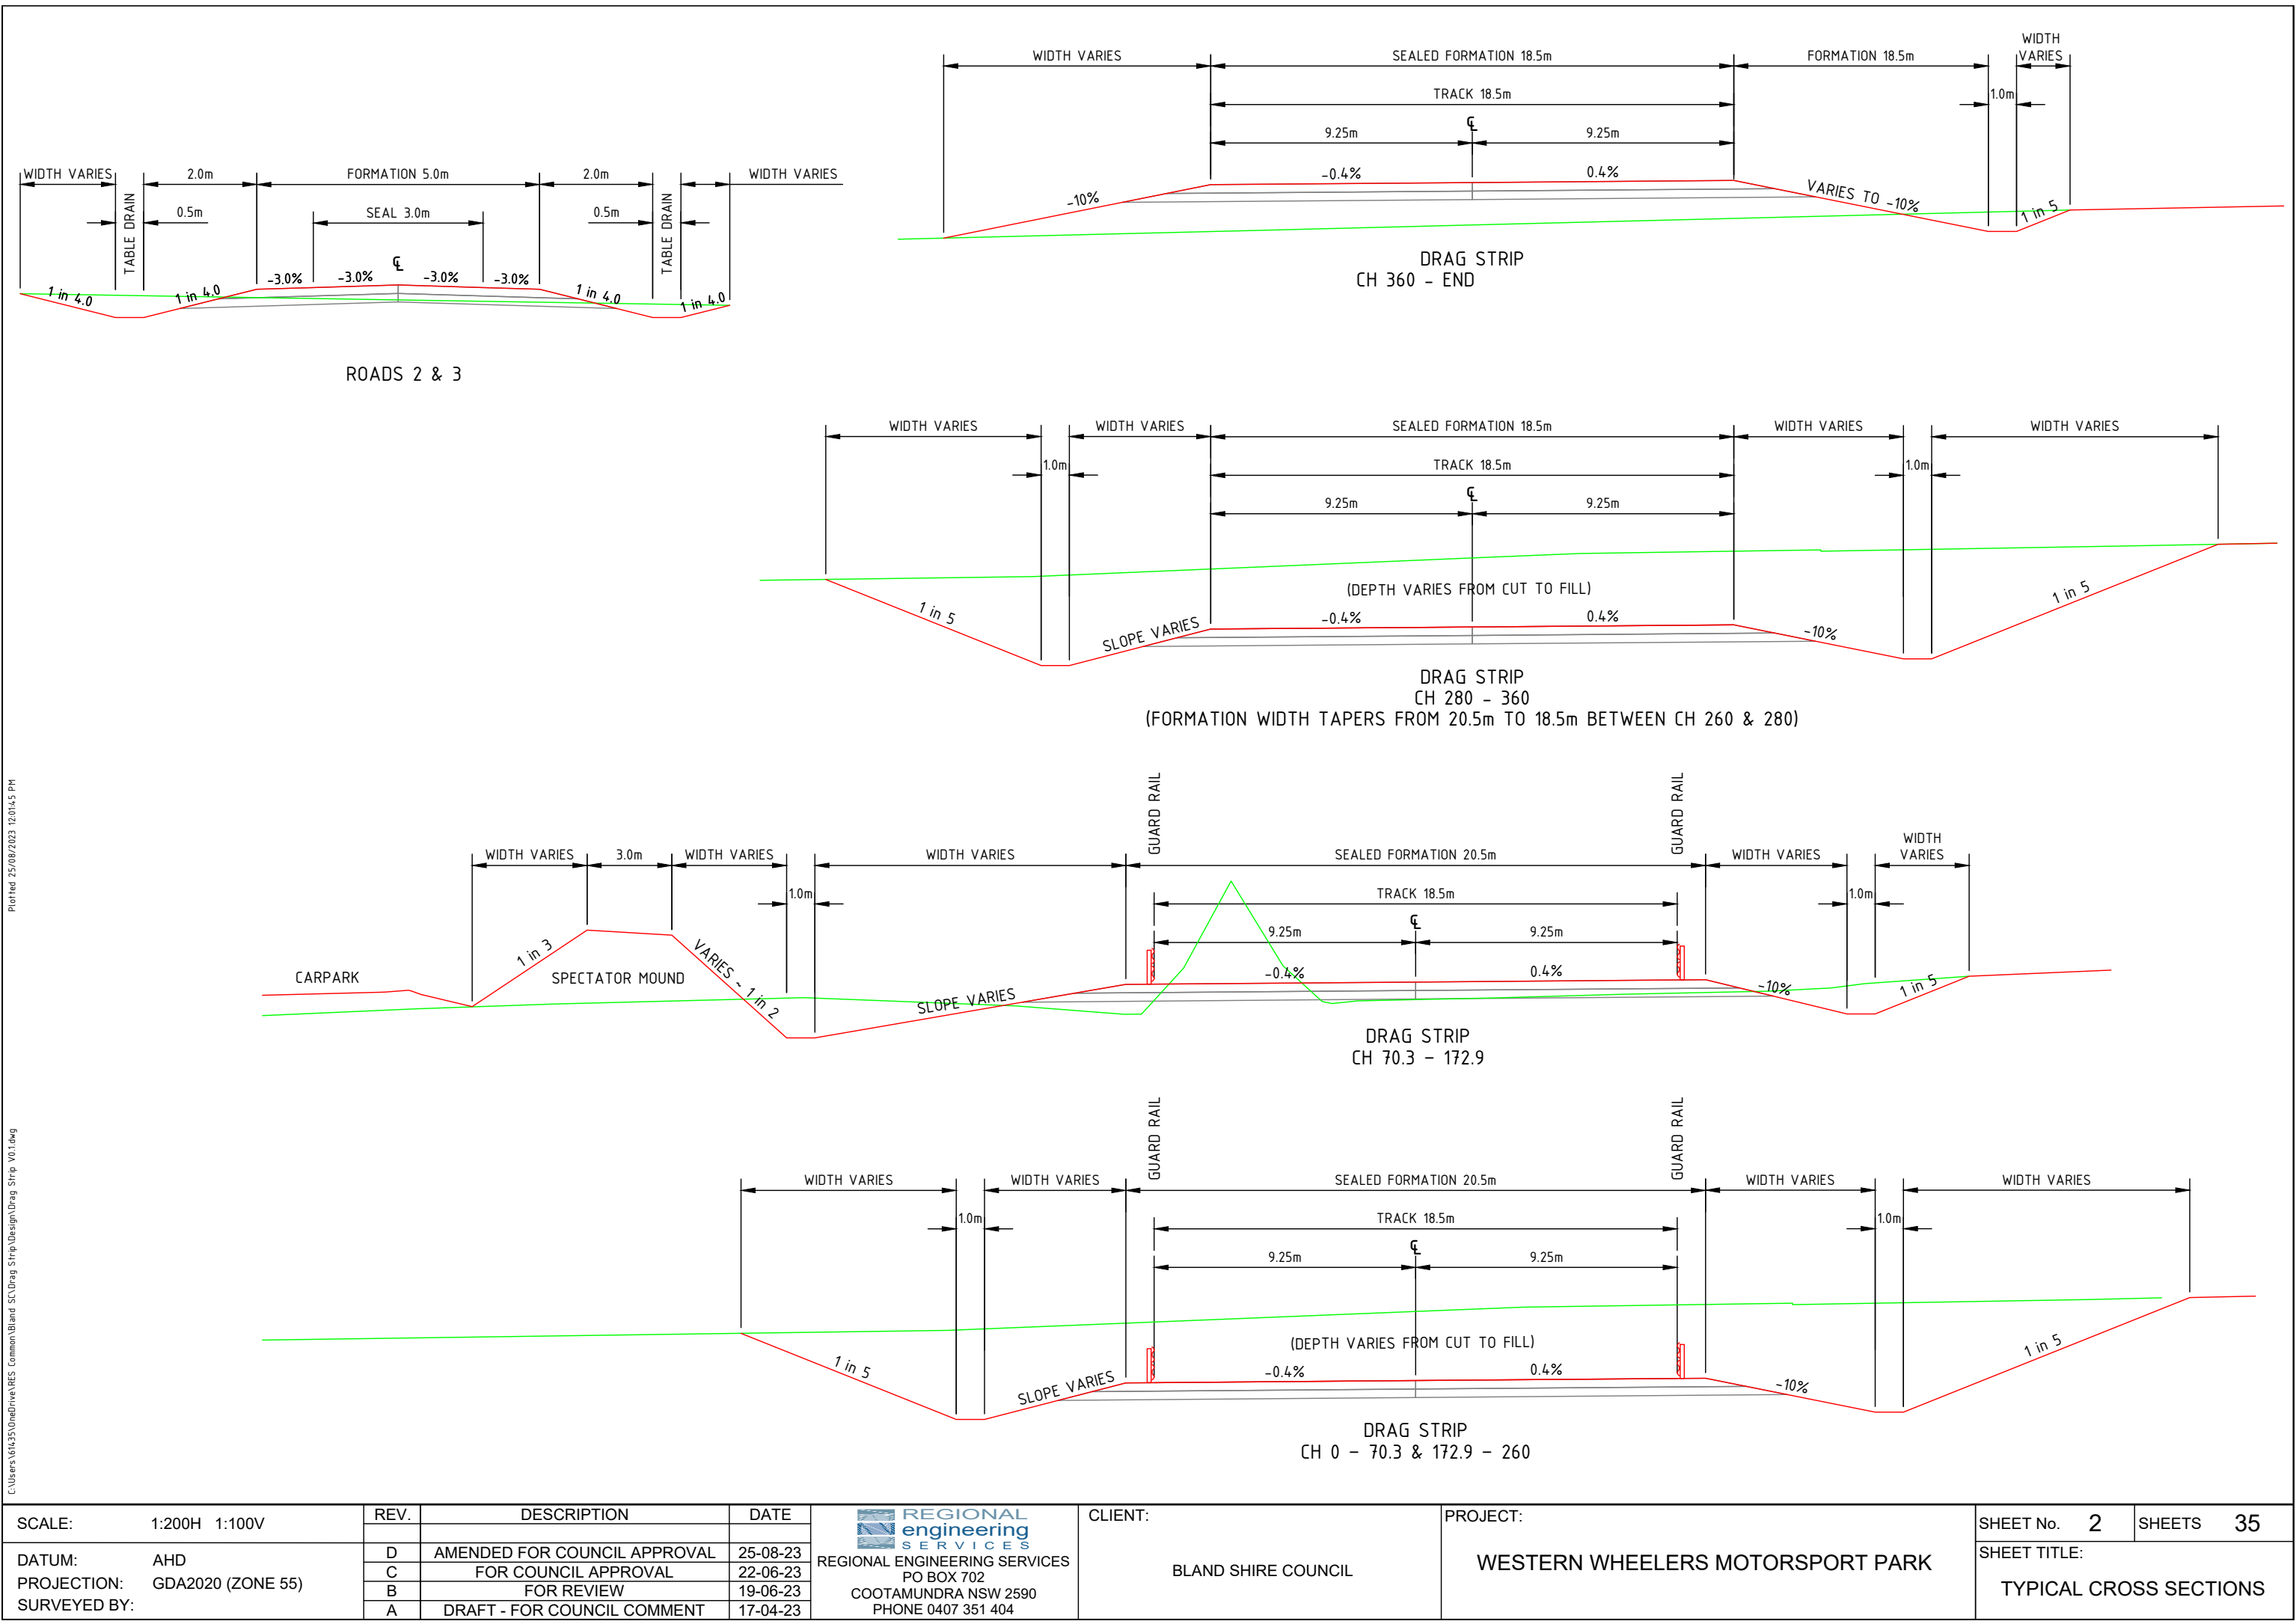 WIDTH VARIES
SEALED FORMATION 18.5m
FORMATION 18.5m
WIDTH
VARIES
TRACK 18.5m
1.0m
9.25m
℄
9.25m
-0.4%
0.4%
-10%
VARIES TO -10%
1 in 5
DRAG STRIP
CH 360 - END
WIDTH VARIES
2.0m
FORMATION 5.0m
2.0m
WIDTH VARIES
TABLE DRAIN
0.5m
SEAL 3.0m
0.5m
TABLE DRAIN
℄
-3.0%
-3.0%
-3.0%
-3.0%
1 in 4.0
1 in 4.0
1 in 4.0
1 in 4.0
ROADS 2 & 3
WIDTH VARIES
WIDTH VARIES
SEALED FORMATION 18.5m
WIDTH VARIES
WIDTH VARIES
1.0m
TRACK 18.5m
1.0m
9.25m
℄
9.25m
(DEPTH VARIES FROM CUT TO FILL)
1 in 5
SLOPE VARIES
-0.4%
0.4%
-10%
1 in 5
DRAG STRIP
CH 280 - 360
(FORMATION WIDTH TAPERS FROM 20.5m TO 18.5m BETWEEN CH 260 & 280)
GUARD RAIL
GUARD RAIL
WIDTH VARIES
3.0m
WIDTH VARIES
WIDTH VARIES
SEALED FORMATION 20.5m
WIDTH VARIES
WIDTH
VARIES
1.0m
TRACK 18.5m
1.0m
9.25m
℄
9.25m
CARPARK
1 in 3
SPECTATOR MOUND
VARIES - 1 in 2
SLOPE VARIES
-0.4%
0.4%
-10%
1 in 5
DRAG STRIP
CH 70.3 - 172.9
GUARD RAIL
GUARD RAIL
WIDTH VARIES
WIDTH VARIES
SEALED FORMATION 20.5m
WIDTH VARIES
WIDTH VARIES
1.0m
TRACK 18.5m
1.0m
9.25m
℄
9.25m
(DEPTH VARIES FROM CUT TO FILL)
1 in 5
SLOPE VARIES
-0.4%
0.4%
-10%
1 in 5
DRAG STRIP
CH 0 - 70.3 & 172.9 - 260
Plotted 25/08/2023 12:01:45 PM
C:\Users\61435\OneDrive\RES Common\Bland SC\Drag Strip\Design\Drag Strip V0.1.dwg
SCALE: 1:200H 1:100V
DATUM: AHD
PROJECTION: GDA2020 (ZONE 55)
SURVEYED BY:
REV. DESCRIPTION DATE
D AMENDED FOR COUNCIL APPROVAL 25-08-23
C FOR COUNCIL APPROVAL 22-06-23
B FOR REVIEW 19-06-23
A DRAFT - FOR COUNCIL COMMENT 17-04-23
REGIONAL
engineering
SERVICES
REGIONAL ENGINEERING SERVICES
PO BOX 702
COOTAMUNDRA NSW 2590
PHONE 0407 351 404
CLIENT:
BLAND SHIRE COUNCIL
PROJECT:
WESTERN WHEELERS MOTORSPORT PARK
SHEET No. 2 SHEETS 35
SHEET TITLE:
TYPICAL CROSS SECTIONS